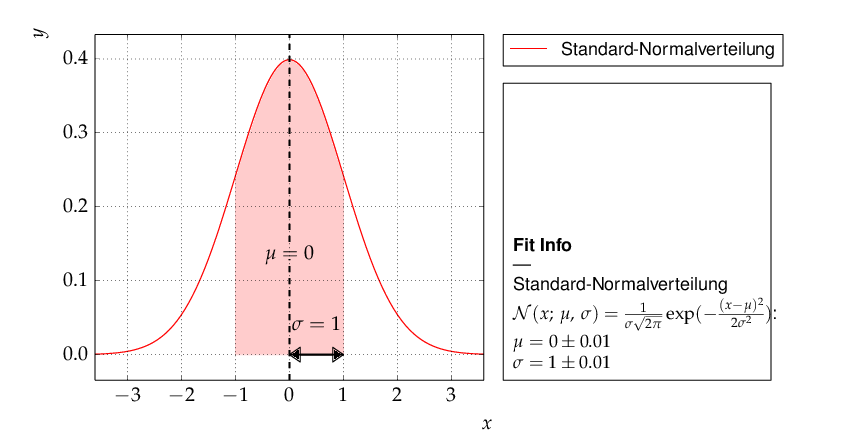 y
0.4
0.3
0.2
0.1
0.0
μ = 0
σ = 1
−3 −2 −1 0 1 2 3
x
Standard-Normalverteilung
Fit Info
—
Standard-Normalverteilung
𝒩(x; μ, σ) = 1/(σ√2π) exp(−(x−μ)²/2σ²):
μ = 0 ± 0.01
σ = 1 ± 0.01